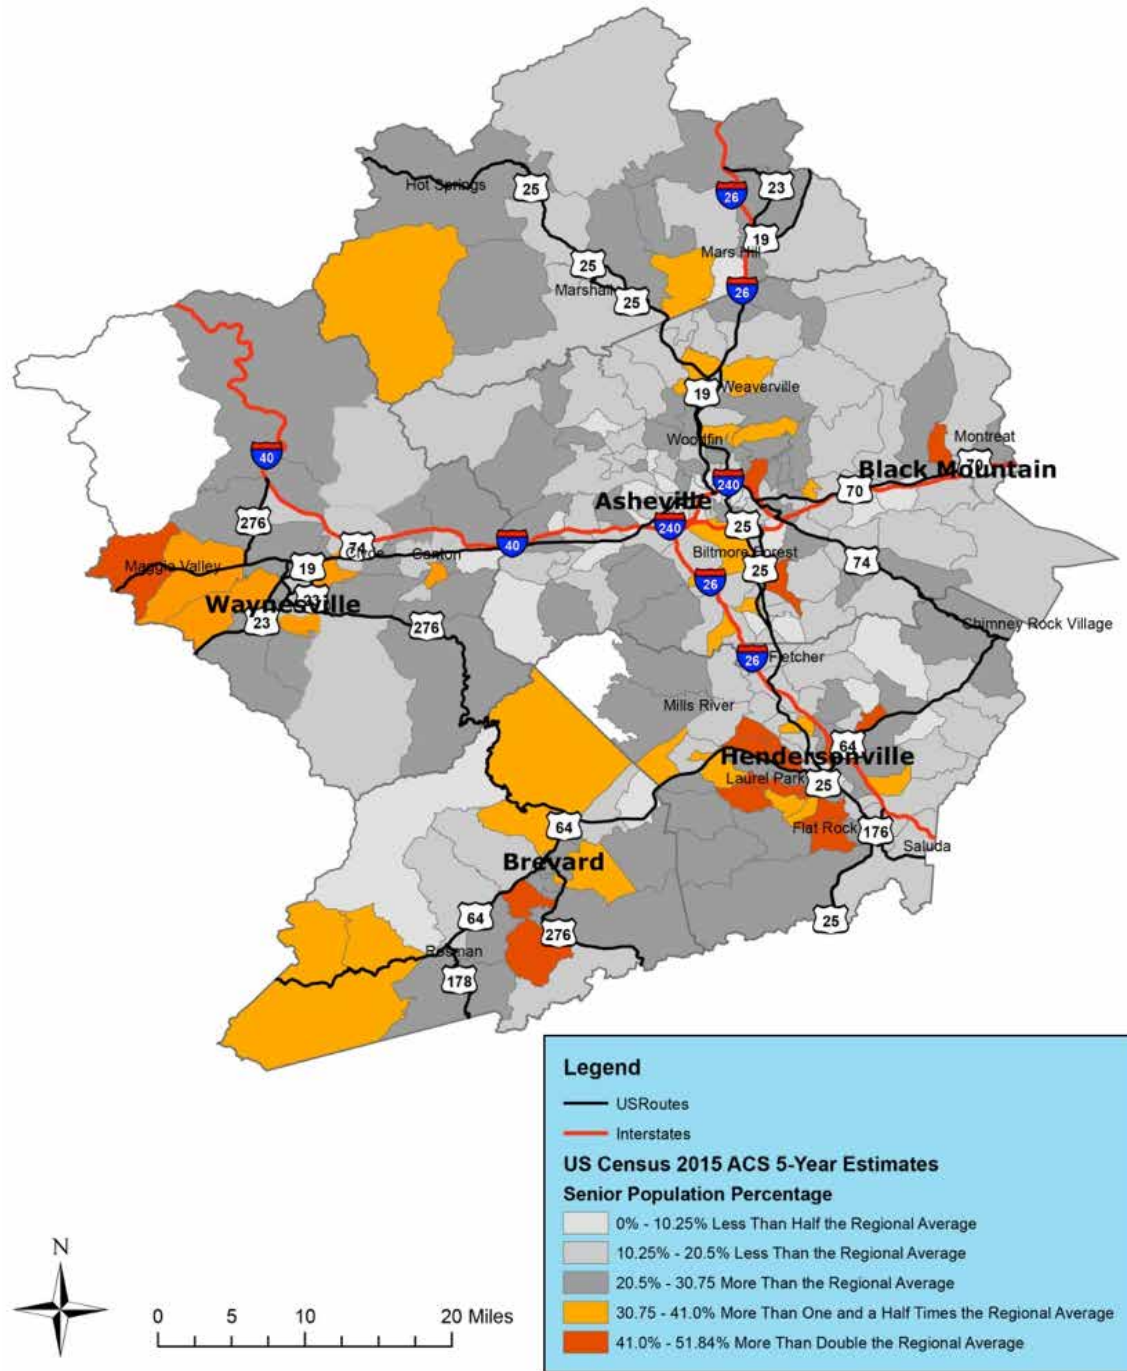 Hot Springs
25
26
23
19
Mars Hill
25
Marshall
25
26
19
Weaverville
Woodfin
40
240
Montreat
70
Black Mountain
70
Asheville
276
240
25
74
Clyde
Canton
40
Biltmore Forest
19
Maggie Valley
25
74
26
Waynesville
23
23
276
Chimney Rock Village
26
Fletcher
Mills River
Hendersonville
64
Laurel Park
25
Flat Rock
176
Saluda
64
Brevard
64
25
276
Rosman
178
Legend
USRoutes
Interstates
US Census 2015 ACS 5-Year Estimates
Senior Population Percentage
0% - 10.25% Less Than Half the Regional Average
10.25% - 20.5% Less Than the Regional Average
20.5% - 30.75 More Than the Regional Average
30.75 - 41.0% More Than One and a Half Times the Regional Average
41.0% - 51.84% More Than Double the Regional Average
N
0 5 10 20 Miles